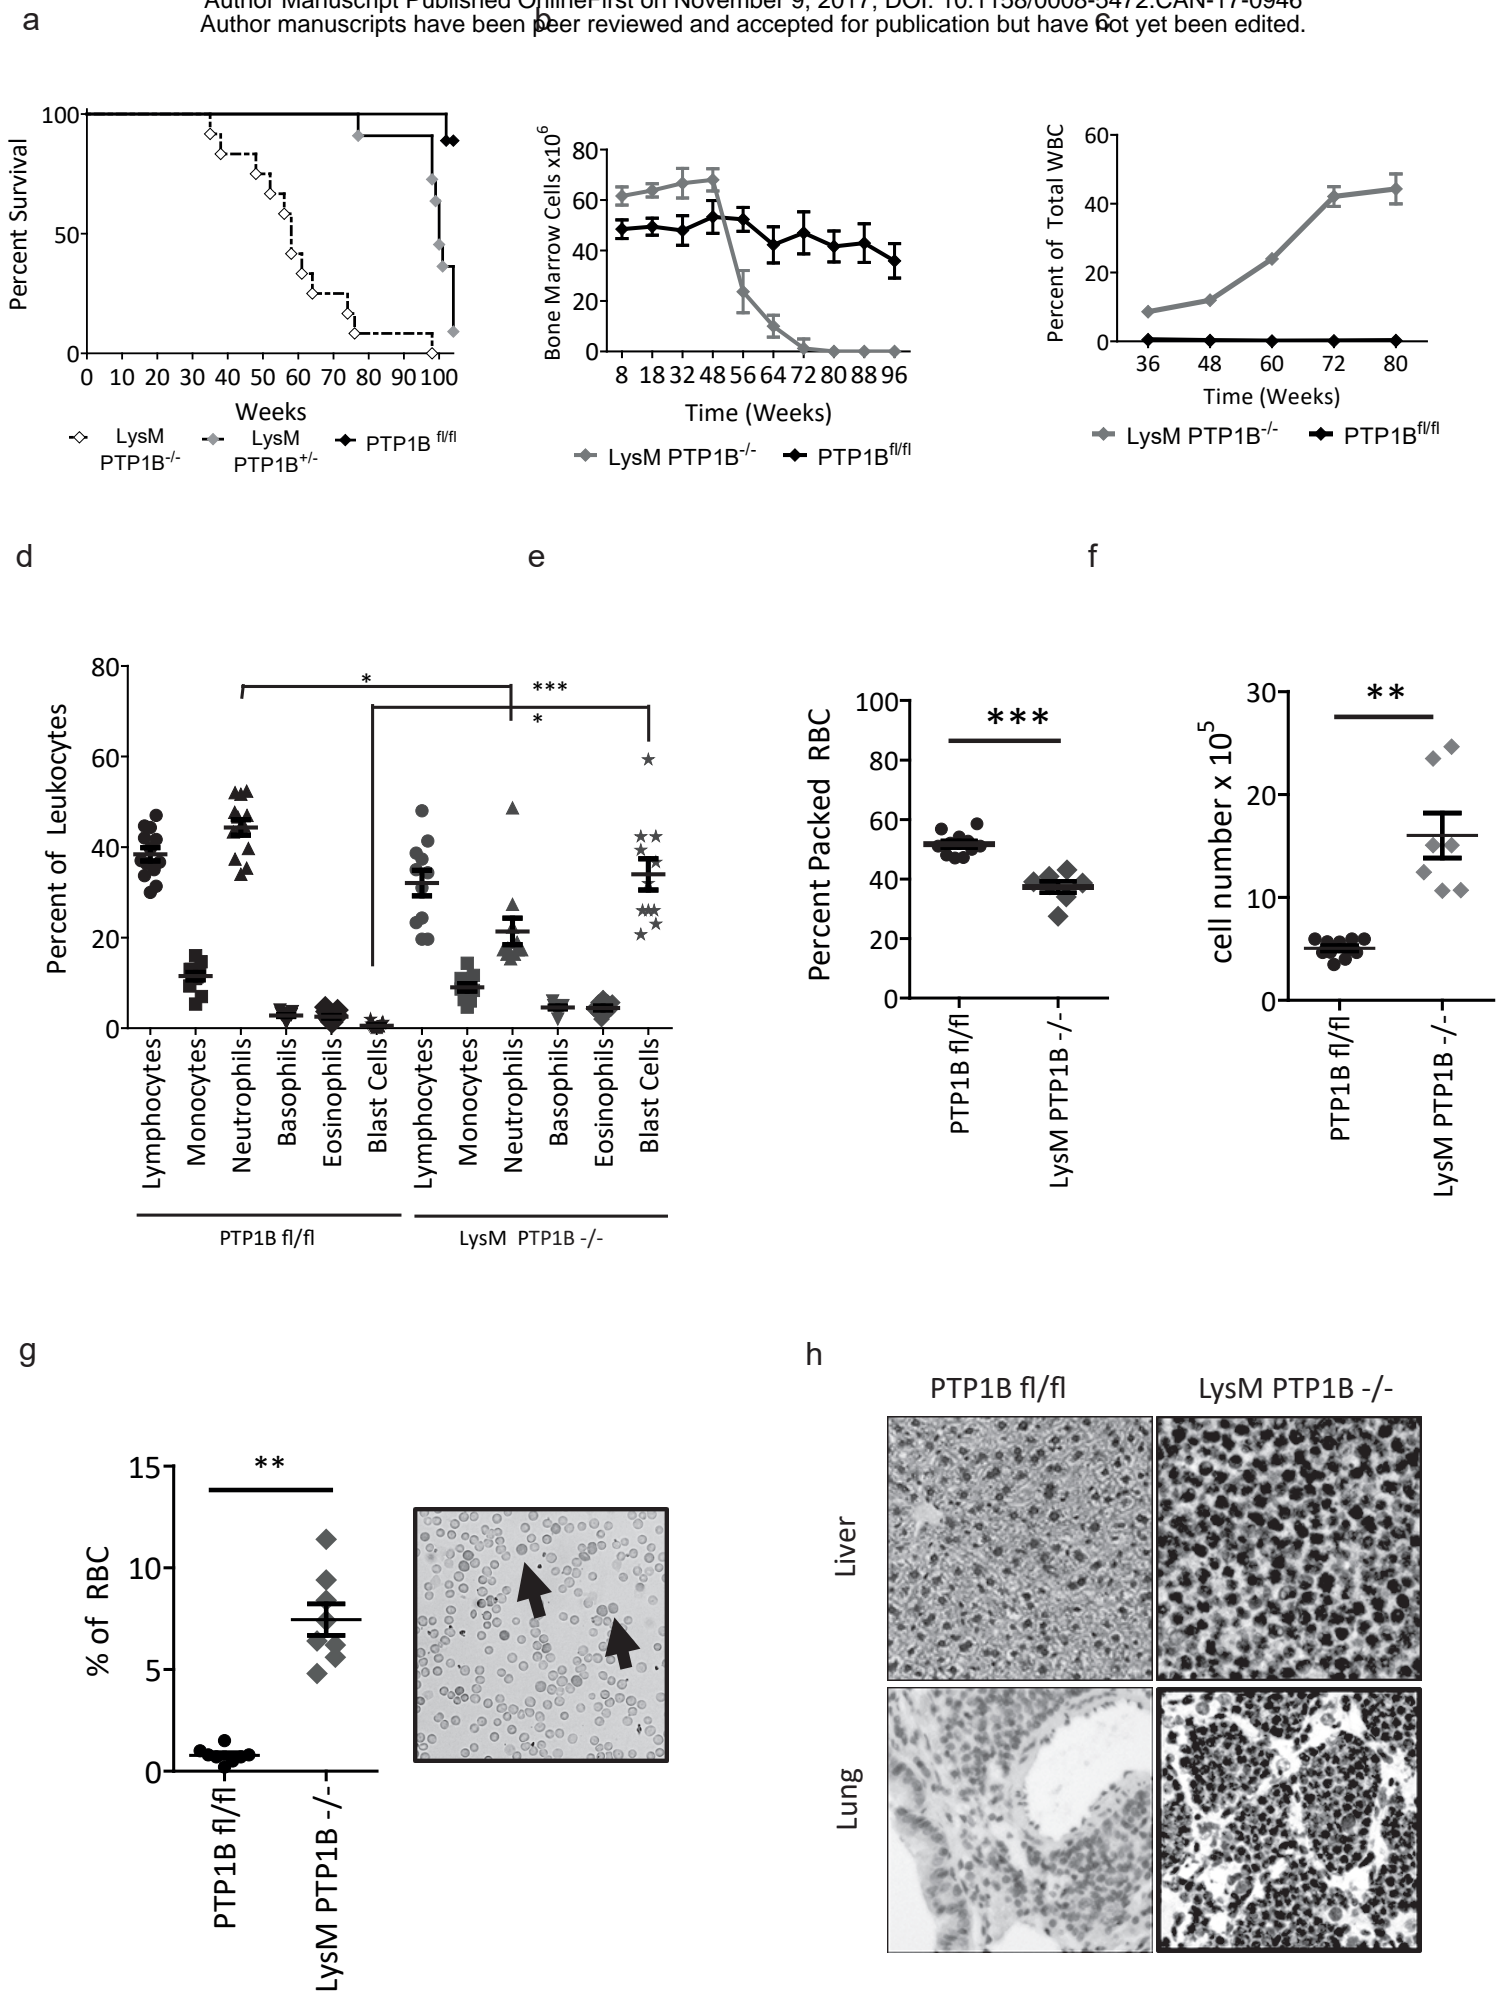 Author Manuscript Published OnlineFirst on November 9, 2017; DOI: 10.1158/0008-5472.CAN-17-0946
Author manuscripts have been peer reviewed and accepted for publication but have not yet been edited.
a
b
c
Percent Survival
100
50
0
0 10 20 30 40 50 60 70 80 90 100
Weeks
LysM PTP1B-/-
LysM PTP1B+/-
PTP1B fl/fl
Bone Marrow Cells x10^6
80
60
40
20
0
8 18 32 48 56 64 72 80 88 96
Time (Weeks)
LysM PTP1B-/-
PTP1Bfl/fl
Percent of Total WBC
60
40
20
0
36 48 60 72 80
Time (Weeks)
LysM PTP1B-/-
PTP1Bfl/fl
d
Percent of Leukocytes
80
60
40
20
0
*
***
*
Lymphocytes
Monocytes
Neutrophils
Basophils
Eosinophils
Blast Cells
Lymphocytes
Monocytes
Neutrophils
Basophils
Eosinophils
Blast Cells
PTP1B fl/fl
LysM PTP1B -/-
e
Percent Packed RBC
100
80
60
40
20
0
***
PTP1B fl/fl
LysM PTP1B -/-
f
cell number x 10^5
30
20
10
0
**
PTP1B fl/fl
LysM PTP1B -/-
g
% of RBC
15
10
5
0
**
PTP1B fl/fl
LysM PTP1B -/-
h
PTP1B fl/fl
LysM PTP1B -/-
Liver
Lung